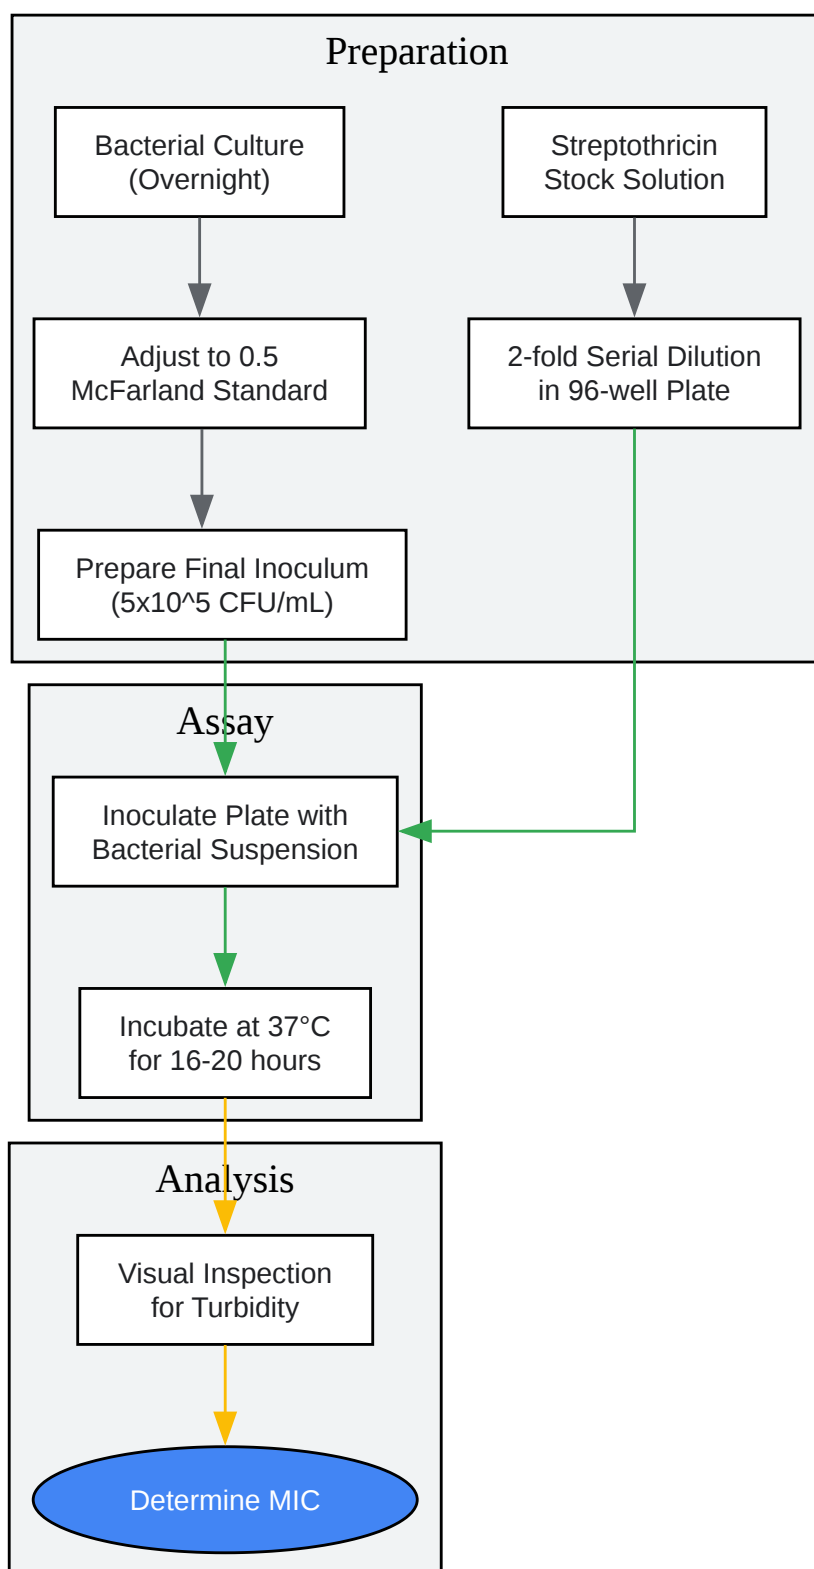 Preparation
Bacterial Culture
(Overnight)
Streptothricin
Stock Solution
Adjust to 0.5
McFarland Standard
2-fold Serial Dilution
in 96-well Plate
Prepare Final Inoculum
(5x10^5 CFU/mL)
Assay
Inoculate Plate with
Bacterial Suspension
Incubate at 37°C
for 16-20 hours
Analysis
Visual Inspection
for Turbidity
Determine MIC